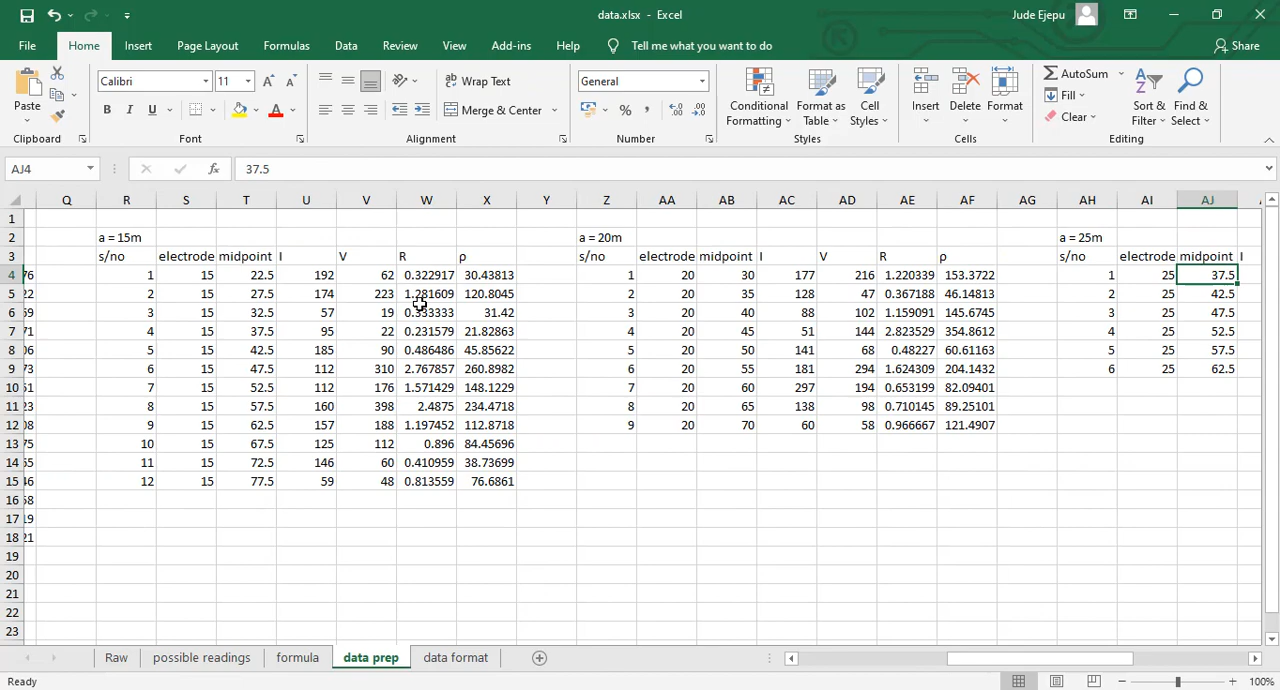 data.xlsx - Excel
Jude Ejepu
File Home Insert Page Layout Formulas Data Review View Add-ins Help Tell me what you want to do Share
Calibri 11 Wrap Text General AutoSum
Paste B I U Merge & Center % Conditional Formatting Format as Table Cell Styles Insert Delete Format Fill Clear Sort & Filter Find & Select
Clipboard Font Alignment Number Styles Cells Editing
AJ4 fx 37.5
Q R S T U V W X Y Z AA AB AC AD AE AF AG AH AI AJ
1
2 a = 15m a = 20m a = 25m
3 s/no electrode midpoint I V R ρ s/no electrode midpoint I V R ρ s/no electrode midpoint I
4 76 1 15 22.5 192 62 0.322917 30.43813 1 20 30 177 216 1.220339 153.3722 1 25 37.5
5 22 2 15 27.5 174 223 1.281609 120.8045 2 20 35 128 47 0.367188 46.14813 2 25 42.5
6 59 3 15 32.5 57 19 0.333333 31.42 3 20 40 88 102 1.159091 145.6745 3 25 47.5
7 71 4 15 37.5 95 22 0.231579 21.82863 4 20 45 51 144 2.823529 354.8612 4 25 52.5
8 06 5 15 42.5 185 90 0.486486 45.85622 5 20 50 141 68 0.48227 60.61163 5 25 57.5
9 73 6 15 47.5 112 310 2.767857 260.8982 6 20 55 181 294 1.624309 204.1432 6 25 62.5
10 51 7 15 52.5 112 176 1.571429 148.1229 7 20 60 297 194 0.653199 82.09401
11 23 8 15 57.5 160 398 2.4875 234.4718 8 20 65 138 98 0.710145 89.25101
12 08 9 15 62.5 157 188 1.197452 112.8718 9 20 70 60 58 0.966667 121.4907
13 75 10 15 67.5 125 112 0.896 84.45696
14 55 11 15 72.5 146 60 0.410959 38.73699
15 46 12 15 77.5 59 48 0.813559 76.6861
16 58
17 19
18 21
19
20
21
22
23
Raw possible readings formula data prep data format
Ready 100%